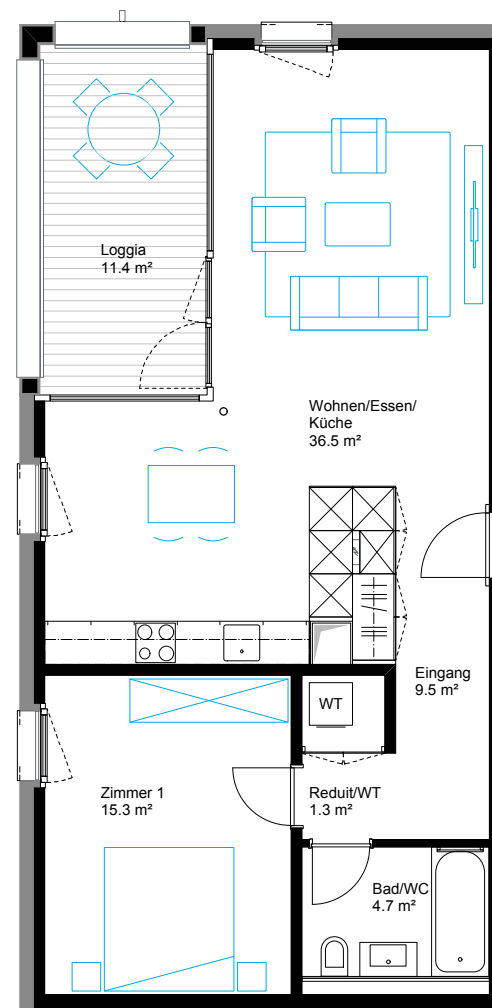 Loggia
11.4 m²
Wohnen/Essen/
Küche
36.5 m²
Eingang
9.5 m²
WT
Zimmer 1
15.3 m²
Reduit/WT
1.3 m²
Bad/WC
4.7 m²